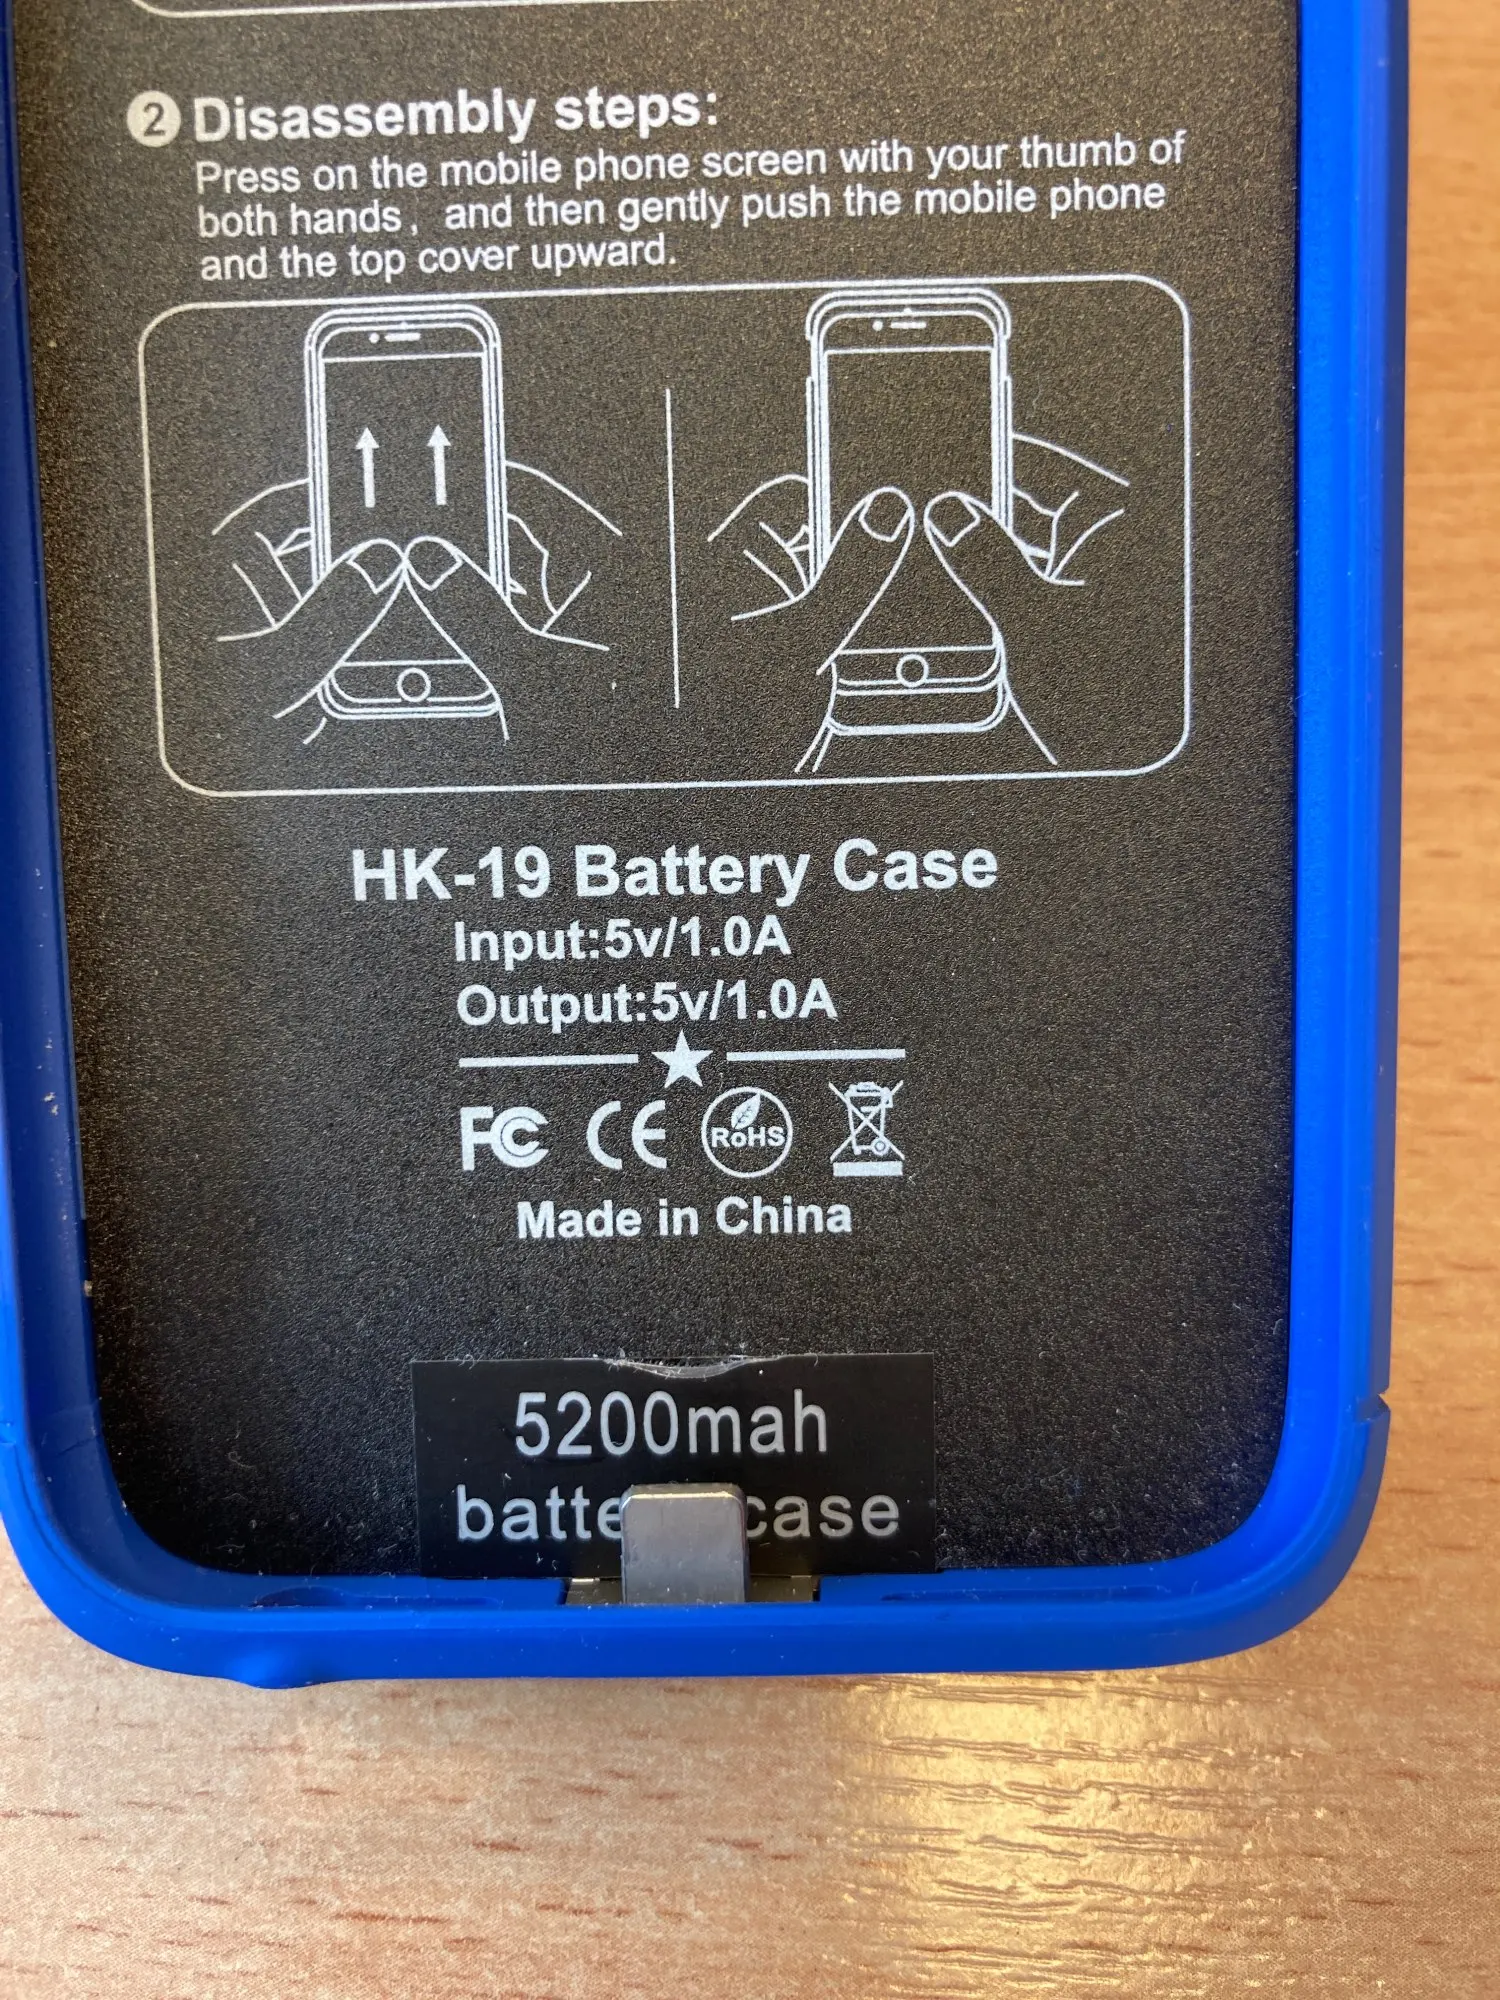 2 Disassembly steps:
Press on the mobile phone screen with your thumb of
both hands, and then gently push the mobile phone
and the top cover upward.
HK-19 Battery Case
Input:5v/1.0A
Output:5v/1.0A
FC CE RoHS
Made in China
5200mah
case